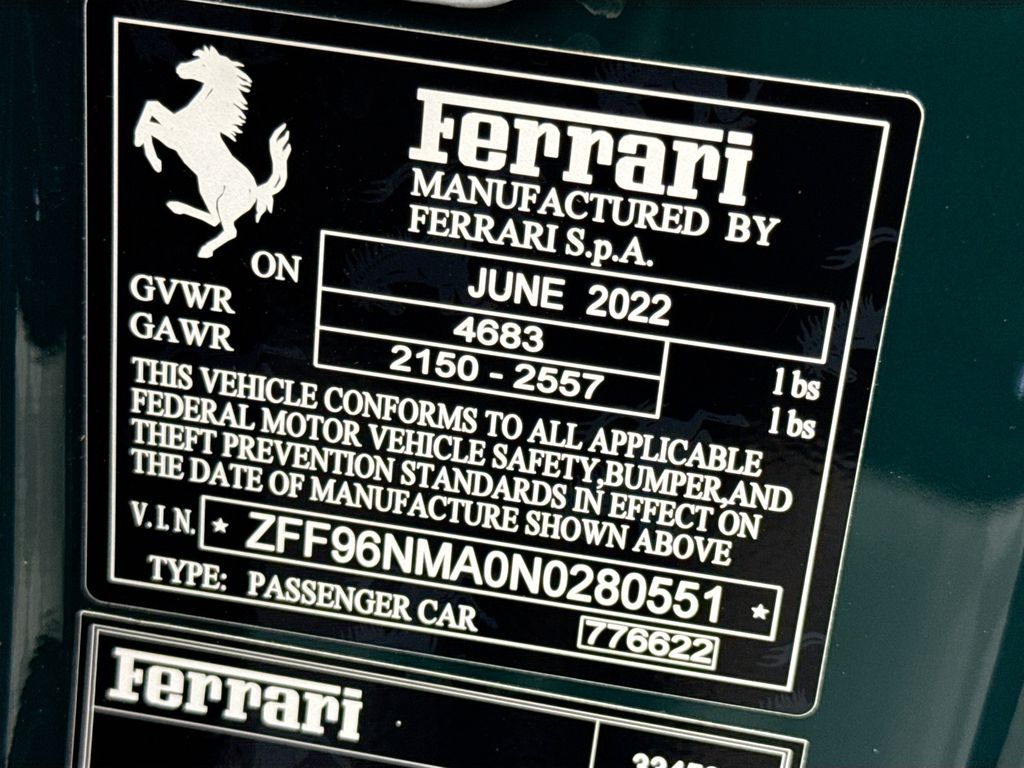 Ferrari
MANUFACTURED BY
FERRARI S.p.A.
ON JUNE 2022
GVWR 4683 lbs
GAWR 2150 - 2557 lbs
THIS VEHICLE CONFORMS TO ALL APPLICABLE
FEDERAL MOTOR VEHICLE SAFETY,BUMPER,AND
THEFT PREVENTION STANDARDS IN EFFECT ON
THE DATE OF MANUFACTURE SHOWN ABOVE
V.I.N. * ZFF96NMA0N0280551 *
TYPE: PASSENGER CAR 776622
Ferrari